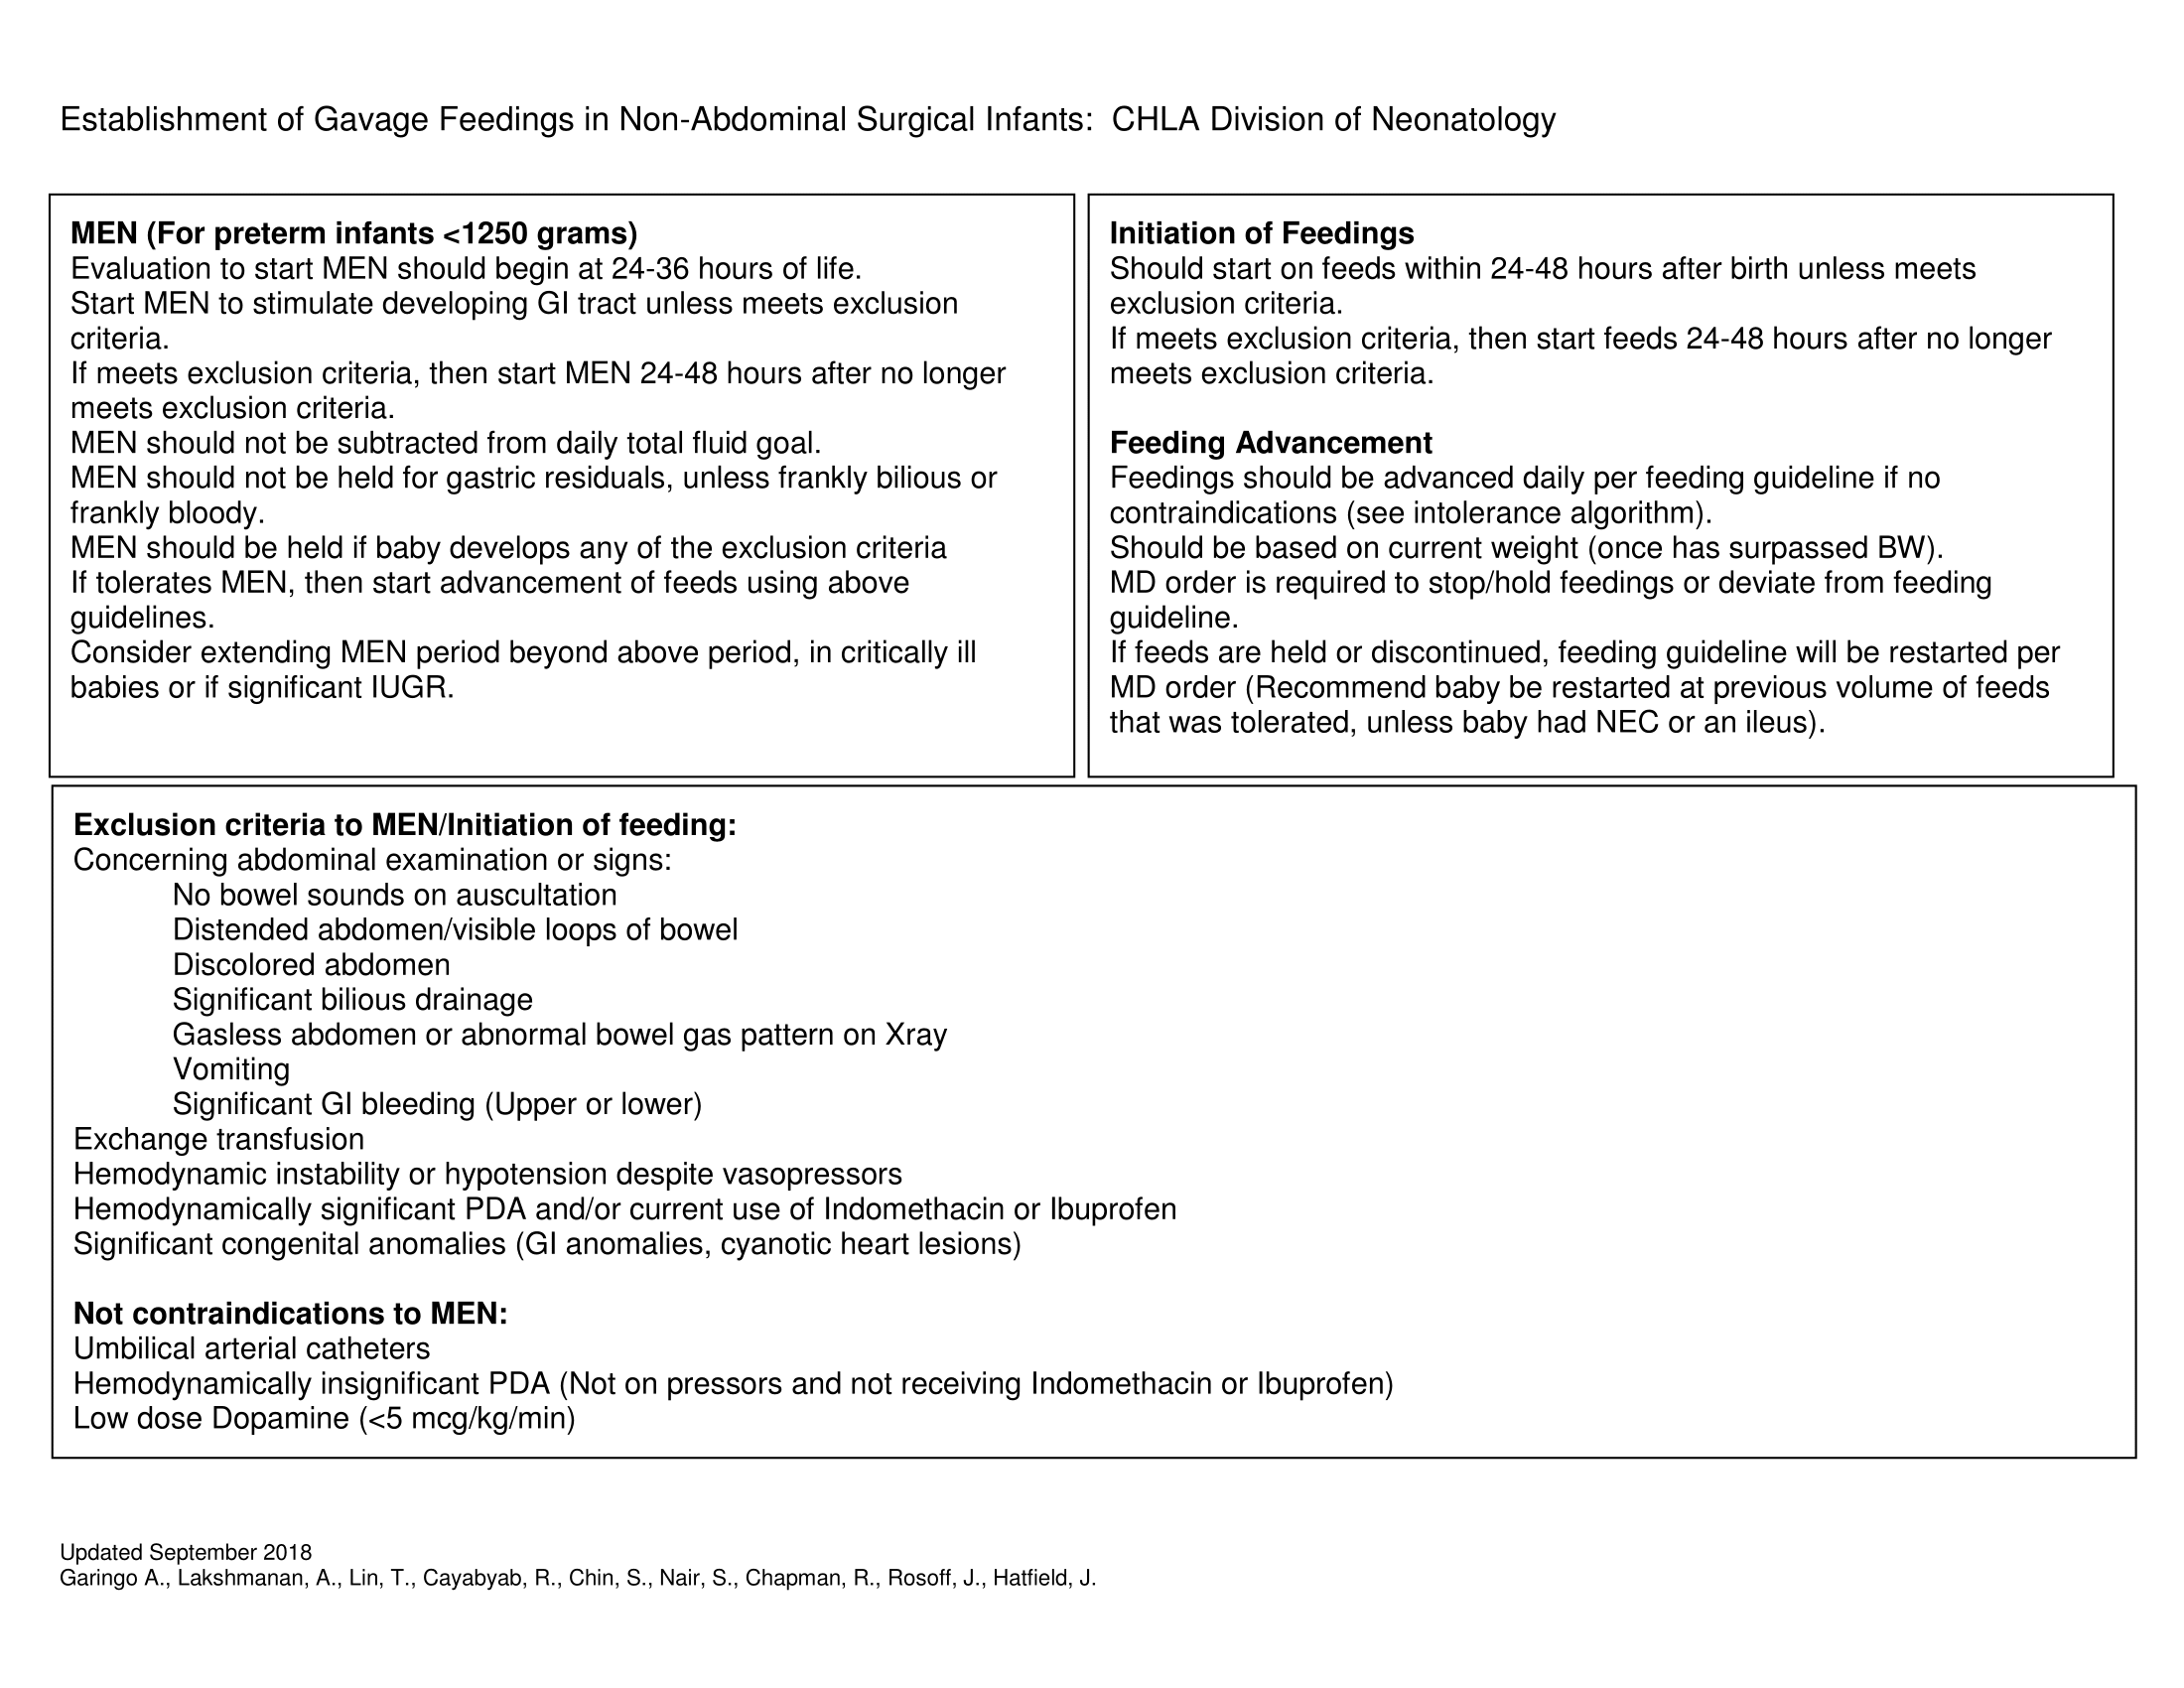 Establishment of Gavage Feedings in Non-Abdominal Surgical Infants:  CHLA Division of Neonatology
MEN (For preterm infants <1250 grams)
Evaluation to start MEN should begin at 24-36 hours of life.
Start MEN to stimulate developing GI tract unless meets exclusion
criteria.
If meets exclusion criteria, then start MEN 24-48 hours after no longer
meets exclusion criteria.
MEN should not be subtracted from daily total fluid goal.
MEN should not be held for gastric residuals, unless frankly bilious or
frankly bloody.
MEN should be held if baby develops any of the exclusion criteria
If tolerates MEN, then start advancement of feeds using above
guidelines.
Consider extending MEN period beyond above period, in critically ill
babies or if significant IUGR.
Initiation of Feedings
Should start on feeds within 24-48 hours after birth unless meets
exclusion criteria.
If meets exclusion criteria, then start feeds 24-48 hours after no longer
meets exclusion criteria.
Feeding Advancement
Feedings should be advanced daily per feeding guideline if no
contraindications (see intolerance algorithm).
Should be based on current weight (once has surpassed BW).
MD order is required to stop/hold feedings or deviate from feeding
guideline.
If feeds are held or discontinued, feeding guideline will be restarted per
MD order (Recommend baby be restarted at previous volume of feeds
that was tolerated, unless baby had NEC or an ileus).
Exclusion criteria to MEN/Initiation of feeding:
Concerning abdominal examination or signs:
No bowel sounds on auscultation
Distended abdomen/visible loops of bowel
Discolored abdomen
Significant bilious drainage
Gasless abdomen or abnormal bowel gas pattern on Xray
Vomiting
Significant GI bleeding (Upper or lower)
Exchange transfusion
Hemodynamic instability or hypotension despite vasopressors
Hemodynamically significant PDA and/or current use of Indomethacin or Ibuprofen
Significant congenital anomalies (GI anomalies, cyanotic heart lesions)
Not contraindications to MEN:
Umbilical arterial catheters
Hemodynamically insignificant PDA (Not on pressors and not receiving Indomethacin or Ibuprofen)
Low dose Dopamine (<5 mcg/kg/min)
Updated September 2018
Garingo A., Lakshmanan, A., Lin, T., Cayabyab, R., Chin, S., Nair, S., Chapman, R., Rosoff, J., Hatfield, J.